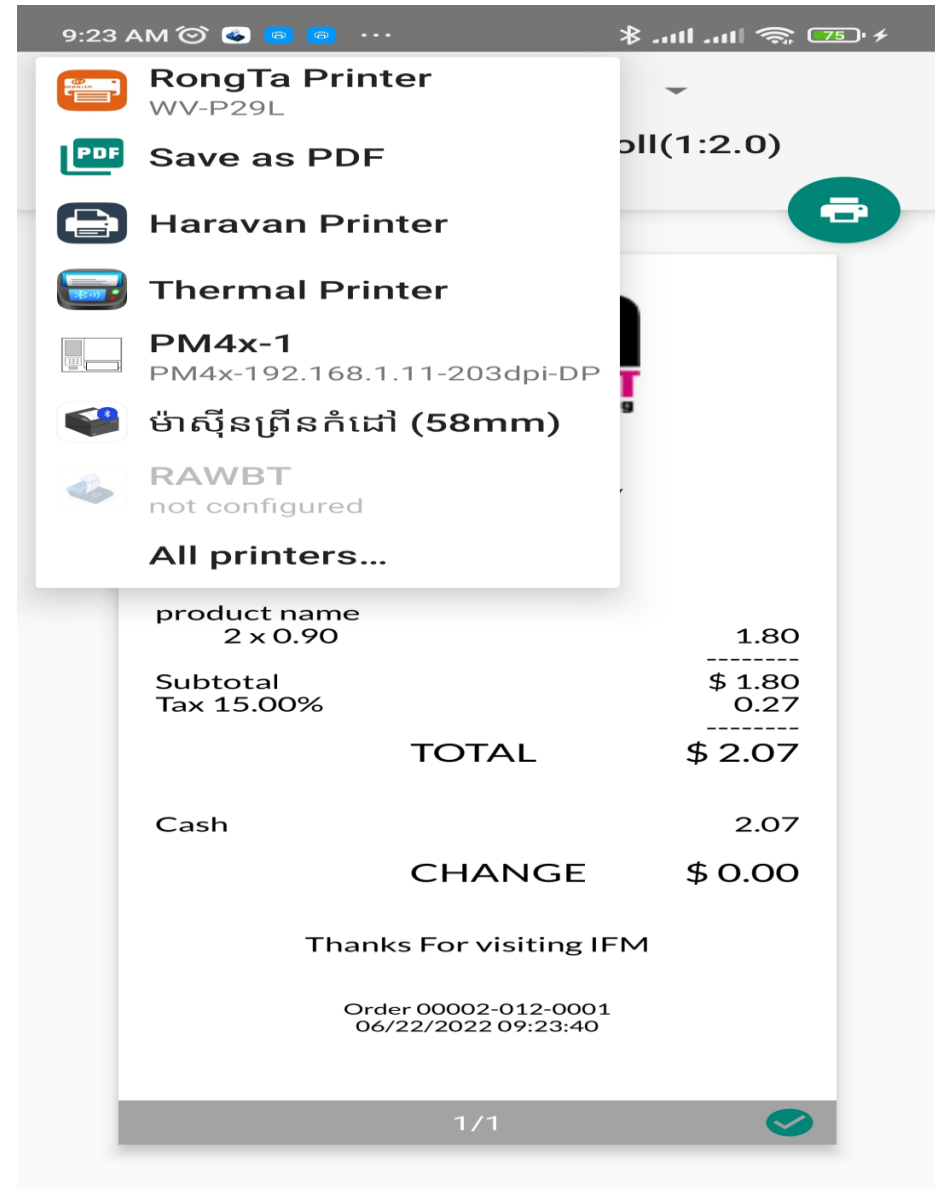 9:23 AM
75
RongTa Printer
WV-P29L
PDF
Save as PDF
oll(1:2.0)
Haravan Printer
Thermal Printer
PM4x-1
PM4x-192.168.1.11-203dpi-DP
ម៉ាស៊ីនព្រីនកំដៅ (58mm)
RAWBT
not configured
All printers...
product name
2 x 0.90 1.80
--------
Subtotal $ 1.80
Tax 15.00% 0.27
--------
TOTAL $ 2.07
Cash 2.07
CHANGE $ 0.00
Thanks For visiting IFM
Order 00002-012-0001
06/22/2022 09:23:40
1/1